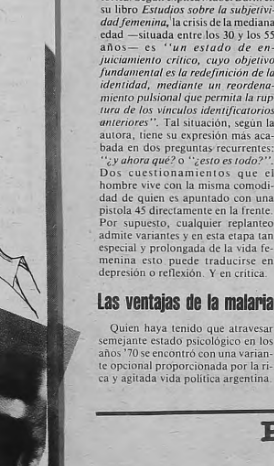 su libro Estudios sobre la subjetivi-
dad femenina, la crisis de la mediana
edad —situada entre los 30 y los 55
años— es "un estado de en-
juiciamiento crítico, cuyo objetivo
fundamental es la redefinición de la
identidad, mediante un reordena-
miento pulsional que permita la rup-
tura de los vínculos identificatorios
anteriores". Tal situación, según la
autora, tiene su expresión más aca-
bada en dos preguntas recurrentes:
"¿y ahora qué? o "¿esto es todo?".
Dos cuestionamientos que el
hombre vive con la misma comodi-
dad de quien es apuntado con una
pistola 45 directamente en la frente.
Por supuesto, cualquier replanteo
admite variantes y en esta etapa tan
especial y prolongada de la vida fe-
menina esto puede traducirse en
depresión o reflexión. Y en crítica.
Las ventajas de la malaria
Quien haya tenido que atravesar
semejante estado psicológico en los
años '70 se encontró con una varian-
te opcional proporcionada por la ri-
ca y agitada vida política argentina.